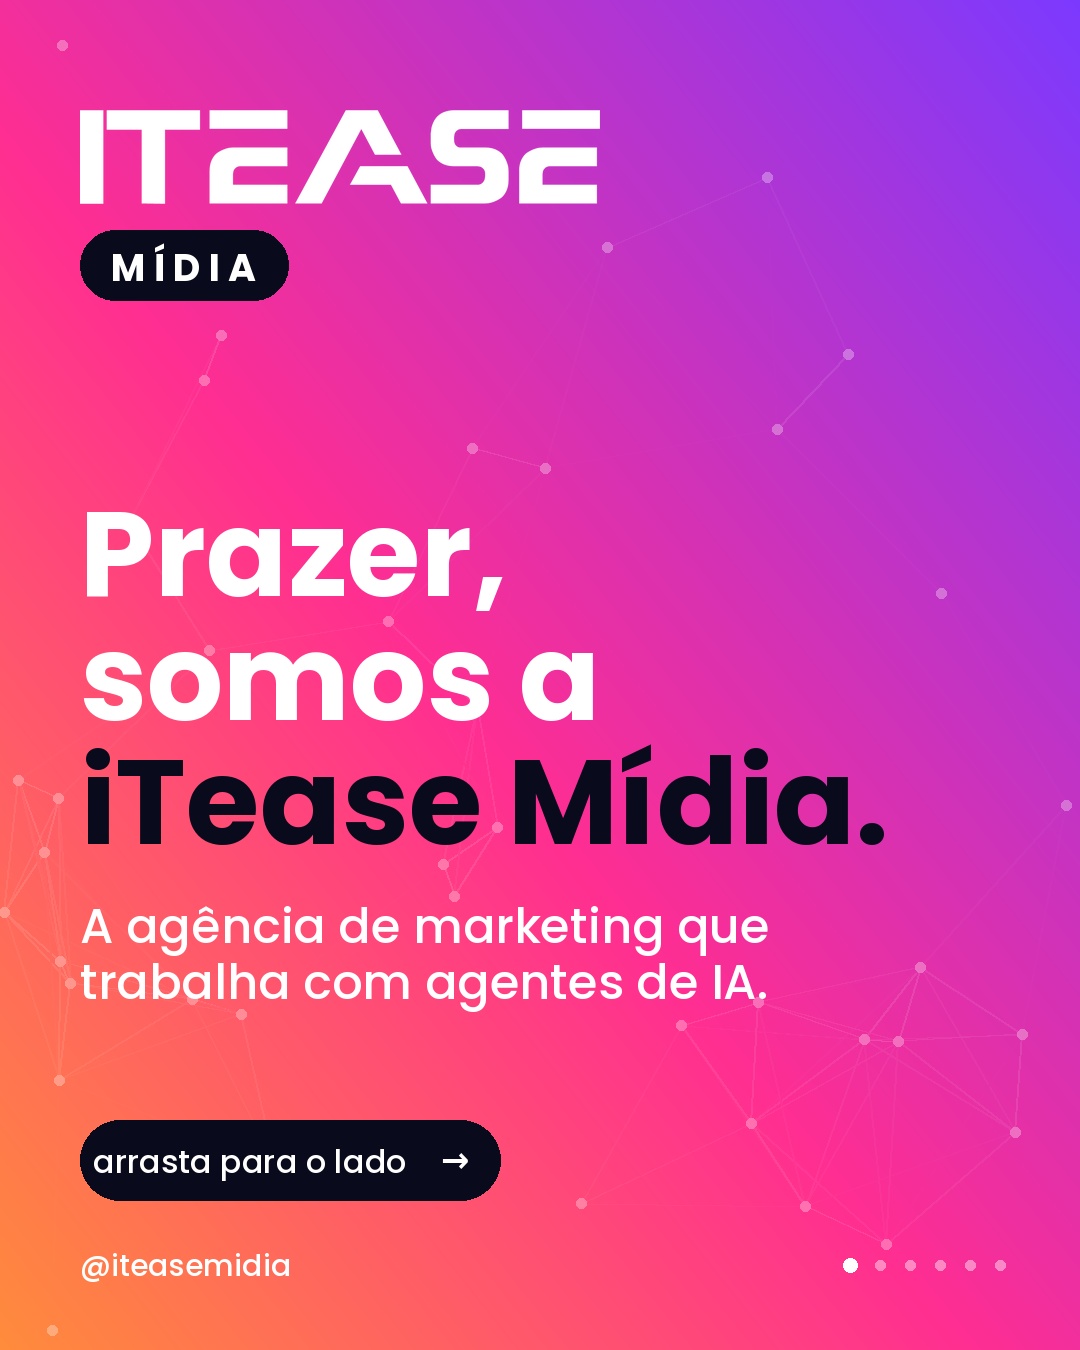 ITEASE
MÍDIA
Prazer,
somos a
iTease Mídia.
A agência de marketing que
trabalha com agentes de IA.
arrasta para o lado →
@iteasemidia